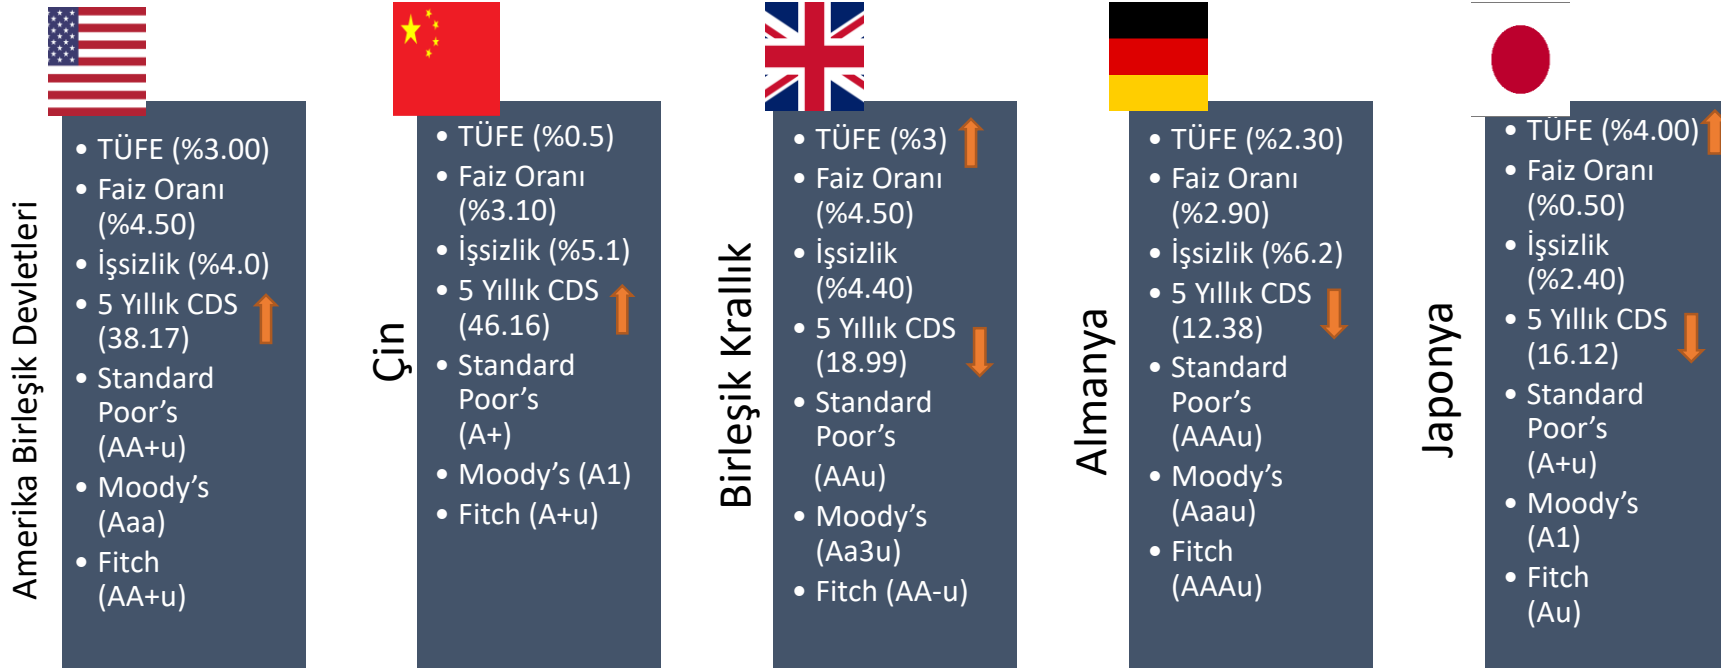 Amerika Birleşik Devletleri
• TÜFE (%3.00)
• Faiz Oranı
(%4.50)
• İşsizlik (%4.0)
• 5 Yıllık CDS
(38.17)
• Standard
Poor’s
(AA+u)
• Moody’s
(Aaa)
• Fitch
(AA+u)
Çin
• TÜFE (%0.5)
• Faiz Oranı
(%3.10)
• İşsizlik (%5.1)
• 5 Yıllık CDS
(46.16)
• Standard
Poor’s
(A+)
• Moody’s (A1)
• Fitch (A+u)
Birleşik Krallık
• TÜFE (%3)
• Faiz Oranı
(%4.50)
• İşsizlik
(%4.40)
• 5 Yıllık CDS
(18.99)
• Standard
Poor’s
(AAu)
• Moody’s
(Aa3u)
• Fitch (AA-u)
Almanya
• TÜFE (%2.30)
• Faiz Oranı
(%2.90)
• İşsizlik (%6.2)
• 5 Yıllık CDS
(12.38)
• Standard
Poor’s
(AAAu)
• Moody’s
(Aaau)
• Fitch
(AAAu)
Japonya
• TÜFE (%4.00)
• Faiz Oranı
(%0.50)
• İşsizlik
(%2.40)
• 5 Yıllık CDS
(16.12)
• Standard
Poor’s
(A+u)
• Moody’s
(A1)
• Fitch
(Au)